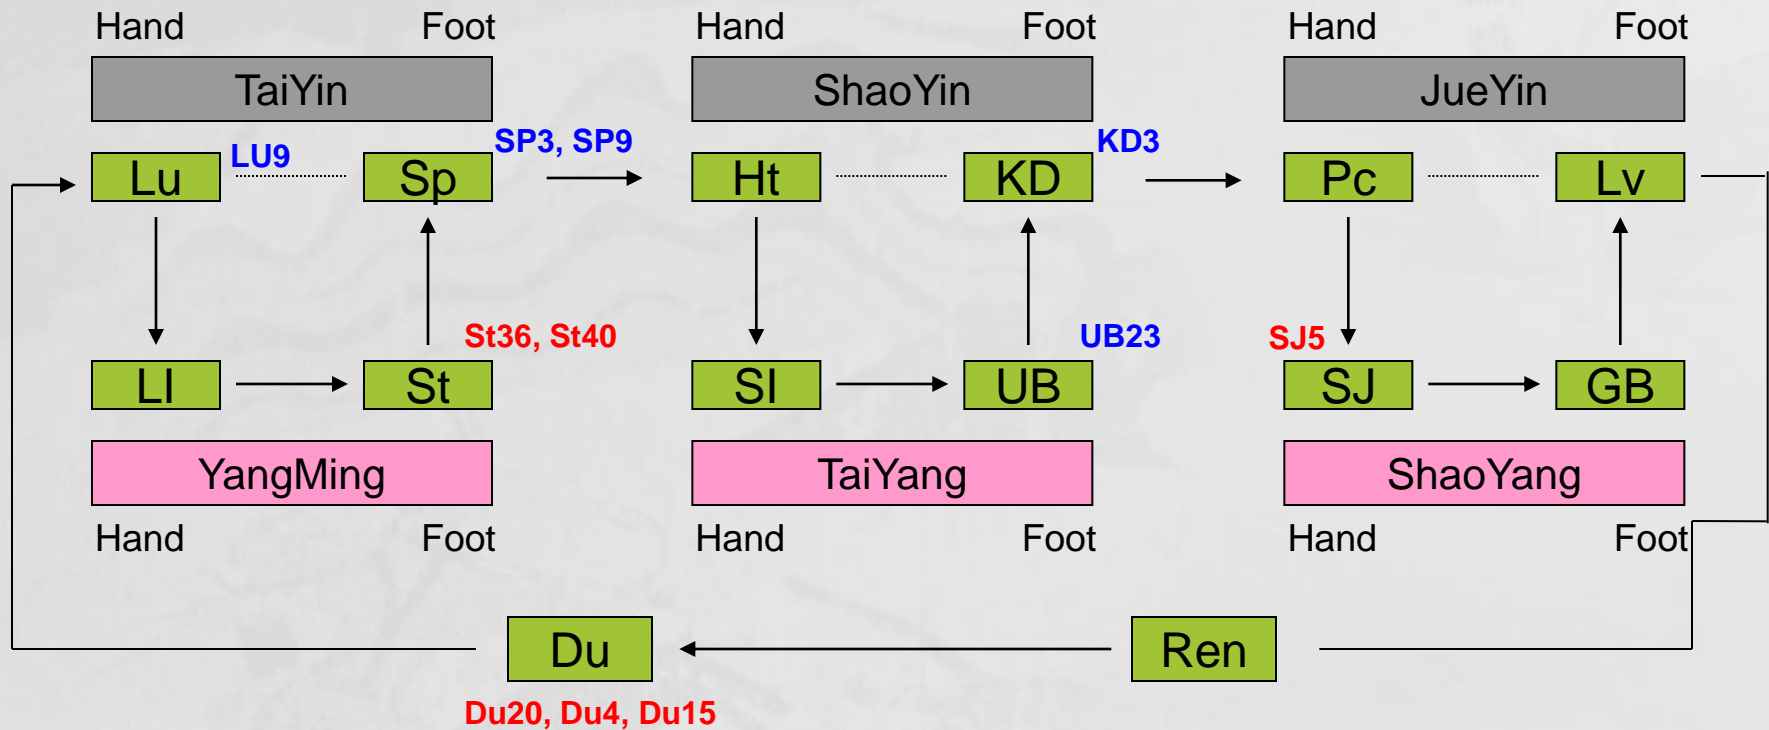 Hand Foot Hand Foot Hand Foot
TaiYin ShaoYin JueYin
LU9 SP3, SP9 KD3
Lu Sp Ht KD Pc Lv
St36, St40 UB23 SJ5
LI St SI UB SJ GB
YangMing TaiYang ShaoYang
Hand Foot Hand Foot Hand Foot
Du Ren
Du20, Du4, Du15